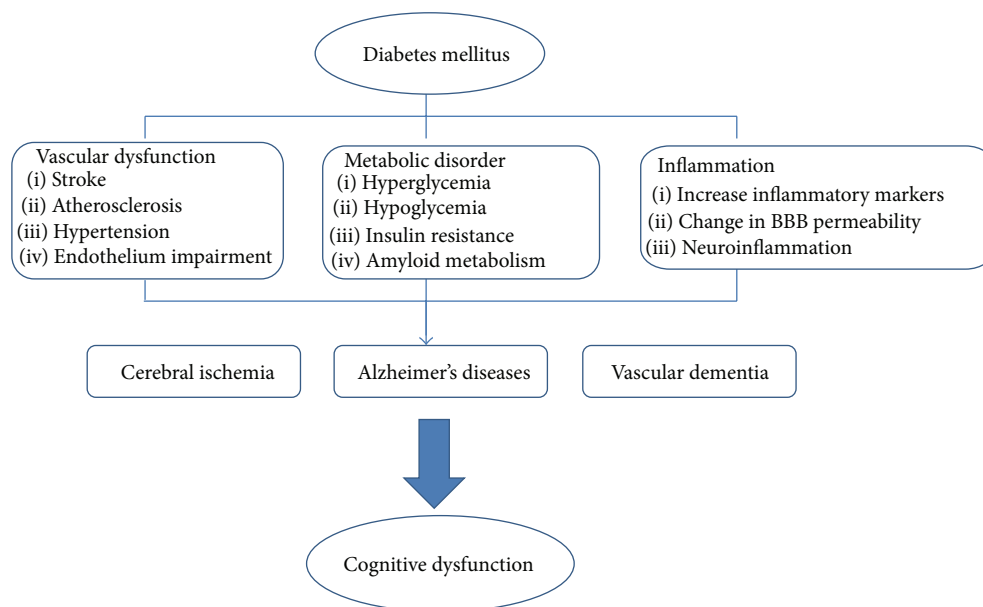 Diabetes mellitus
Vascular dysfunction
(i) Stroke
(ii) Atherosclerosis
(iii) Hypertension
(iv) Endothelium impairment
Metabolic disorder
(i) Hyperglycemia
(ii) Hypoglycemia
(iii) Insulin resistance
(iv) Amyloid metabolism
Inflammation
(i) Increase inflammatory markers
(ii) Change in BBB permeability
(iii) Neuroinflammation
Cerebral ischemia
Alzheimer's diseases
Vascular dementia
Cognitive dysfunction